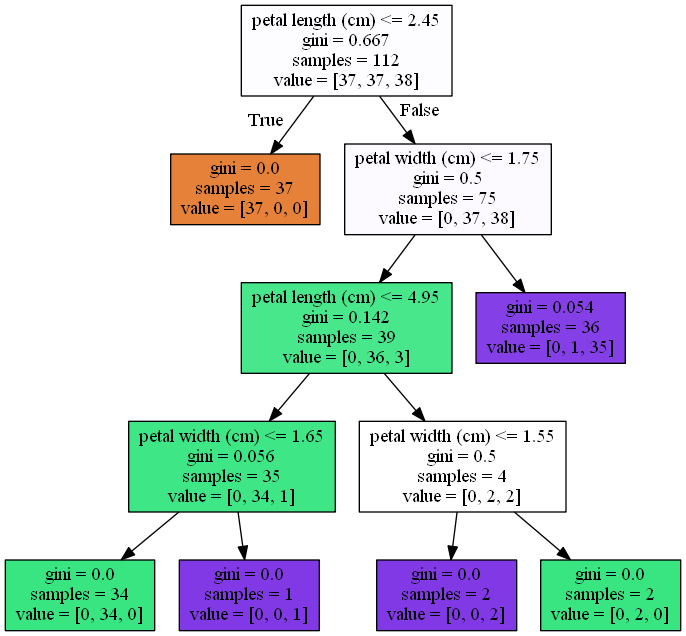 petal length (cm) <= 2.45
gini = 0.667
samples = 112
value = [37, 37, 38]
True
False
gini = 0.0
samples = 37
value = [37, 0, 0]
petal width (cm) <= 1.75
gini = 0.5
samples = 75
value = [0, 37, 38]
petal length (cm) <= 4.95
gini = 0.142
samples = 39
value = [0, 36, 3]
gini = 0.054
samples = 36
value = [0, 1, 35]
petal width (cm) <= 1.65
gini = 0.056
samples = 35
value = [0, 34, 1]
petal width (cm) <= 1.55
gini = 0.5
samples = 4
value = [0, 2, 2]
gini = 0.0
samples = 34
value = [0, 34, 0]
gini = 0.0
samples = 1
value = [0, 0, 1]
gini = 0.0
samples = 2
value = [0, 0, 2]
gini = 0.0
samples = 2
value = [0, 2, 0]